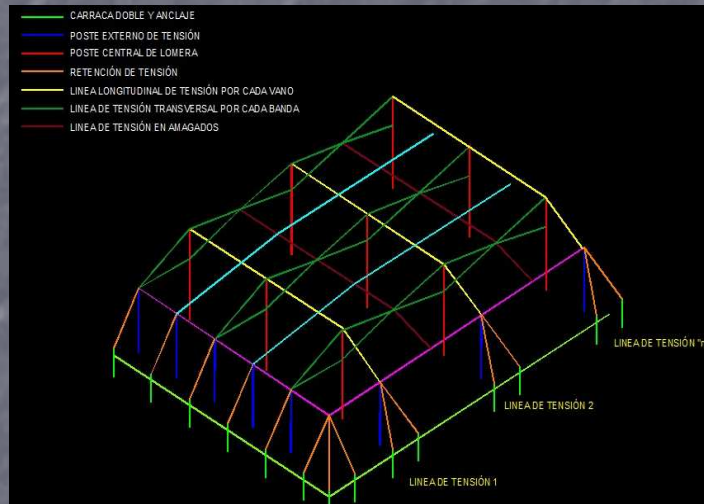 CARRACA DOBLE Y ANCLAJE
POSTE EXTERNO DE TENSIÓN
POSTE CENTRAL DE LOMERA
RETENCIÓN DE TENSIÓN
LINEA LONGITUDINAL DE TENSIÓN POR CADA VANO
LINEA DE TENSIÓN TRANSVERSAL POR CADA BANDA
LINEA DE TENSIÓN EN AMAGADOS
LINEA DE TENSIÓN "n
LINEA DE TENSIÓN 2
LINEA DE TENSIÓN 1